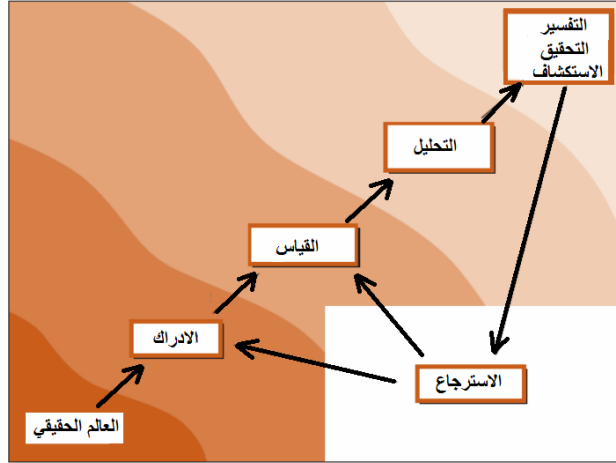 التفسير
التحقيق
الاستكشاف
التحليل
القياس
الادراك
الاسترجاع
العالم الحقيقي